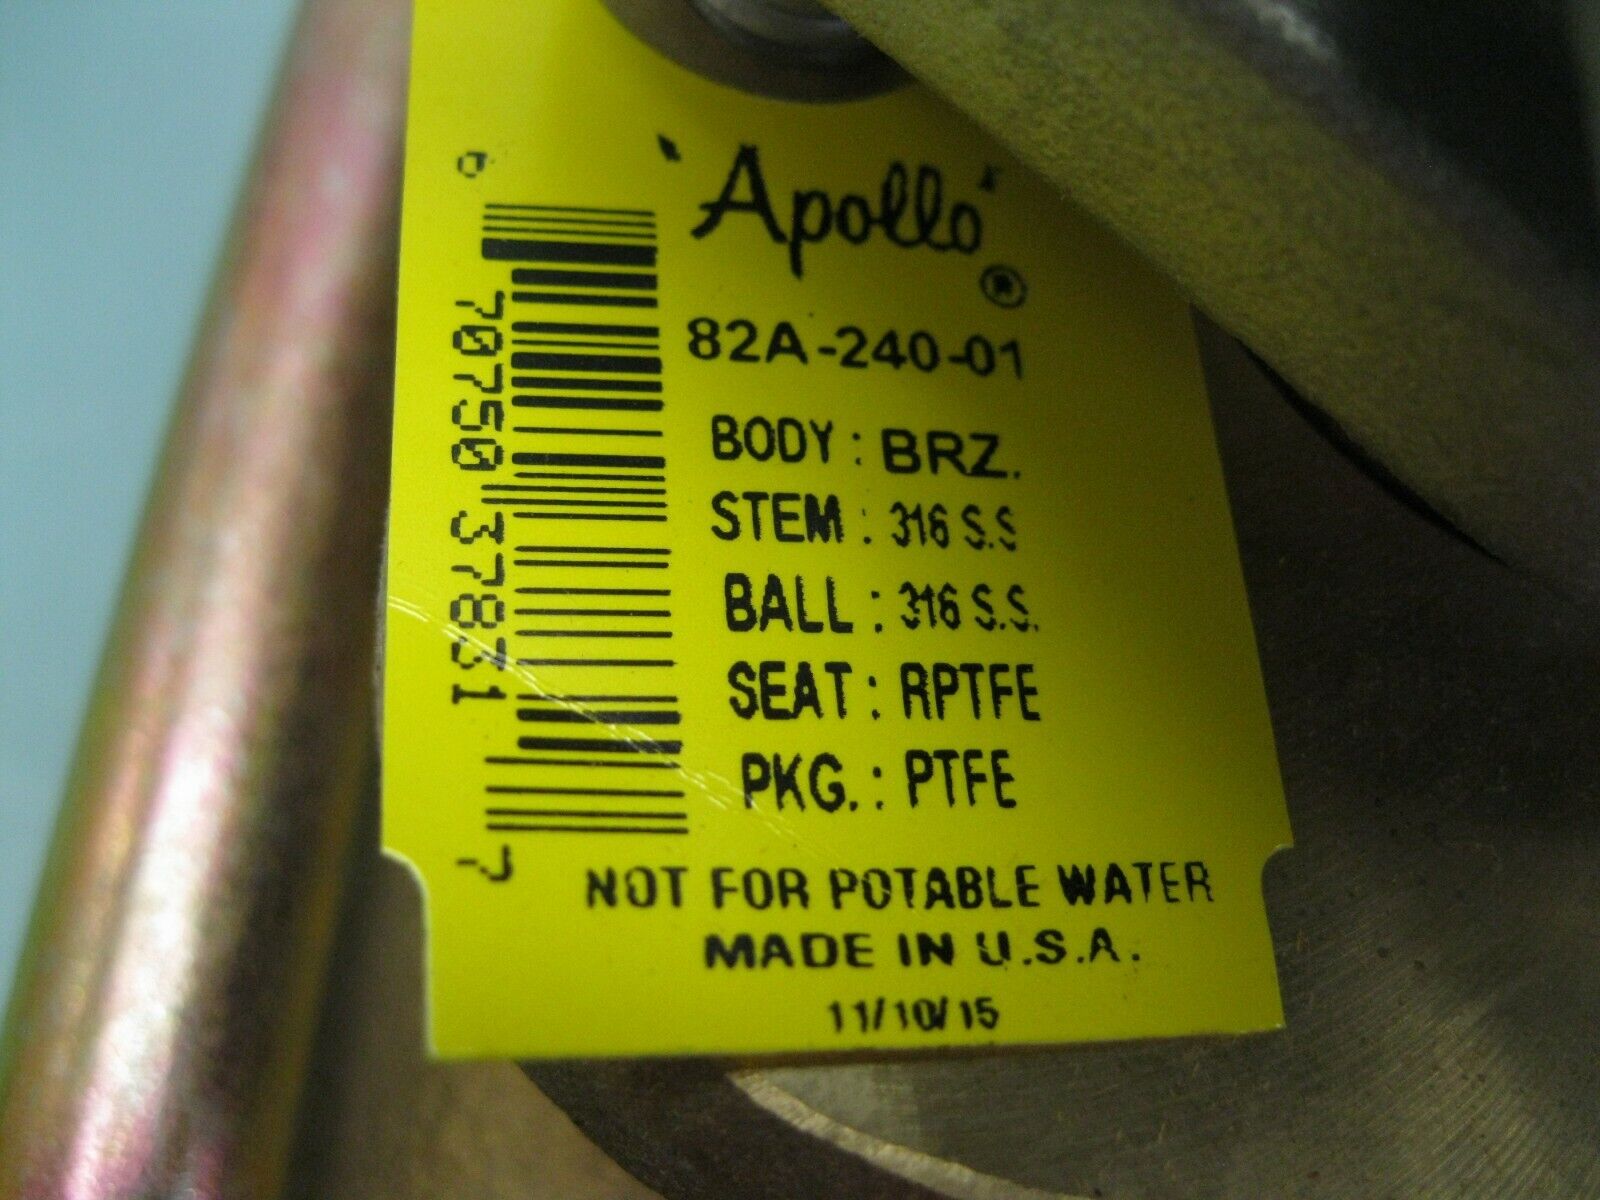 "Apollo"®
82A-240-01
BODY : BRZ.
STEM : 316 S.S
BALL : 316 S.S.
SEAT : RPTFE
PKG. : PTFE
NOT FOR POTABLE WATER
MADE IN U.S.A.
11/10/15
0 70750 37831 7